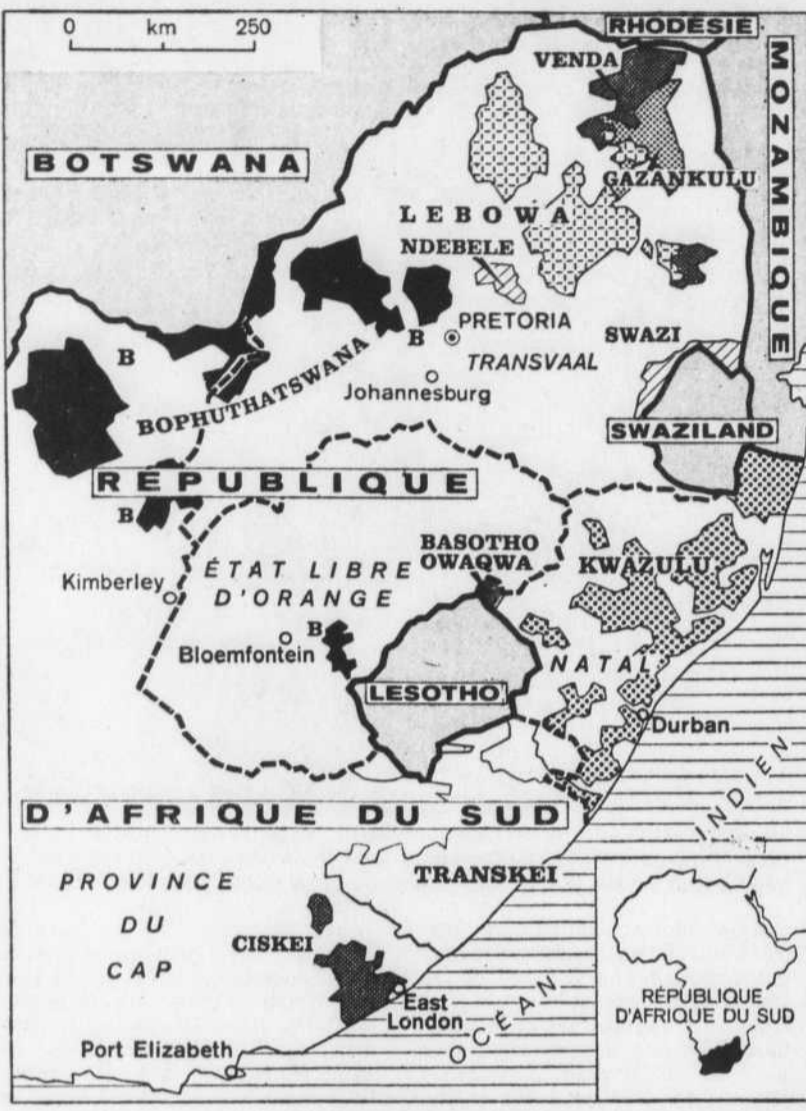 0 km 250
RHODÉSIE
VENDA
MOZAMBIQUE
BOTSWANA
GAZANKULU
LEBOWA
NDEBELE
PRETORIA
B
SWAZI
TRANSVAAL
B
BOPHUTHATSWANA
Johannesburg
SWAZILAND
RÉPUBLIQUE
B
BASOTHO
OWAQWA
KWAZULU
ÉTAT LIBRE
D'ORANGE
Kimberley
B
Bloemfontein
NATAL
LESOTHO
Durban
D'AFRIQUE DU SUD
OCÉAN INDIEN
TRANSKEI
PROVINCE
DU
CAP
CISKEI
East
London
Port Elizabeth
RÉPUBLIQUE
D'AFRIQUE DU SUD